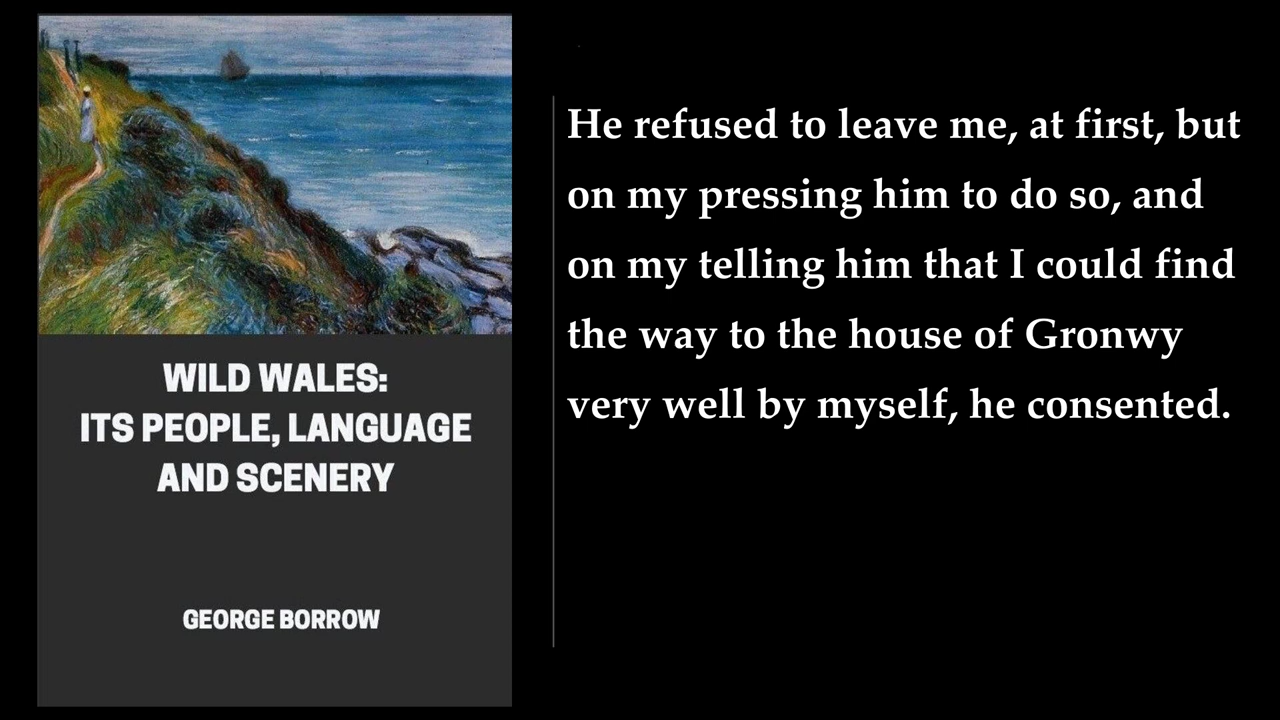 WILD WALES:
ITS PEOPLE, LANGUAGE
AND SCENERY
GEORGE BORROW
He refused to leave me, at first, but
on my pressing him to do so, and
on my telling him that I could find
the way to the house of Gronwy
very well by myself, he consented.